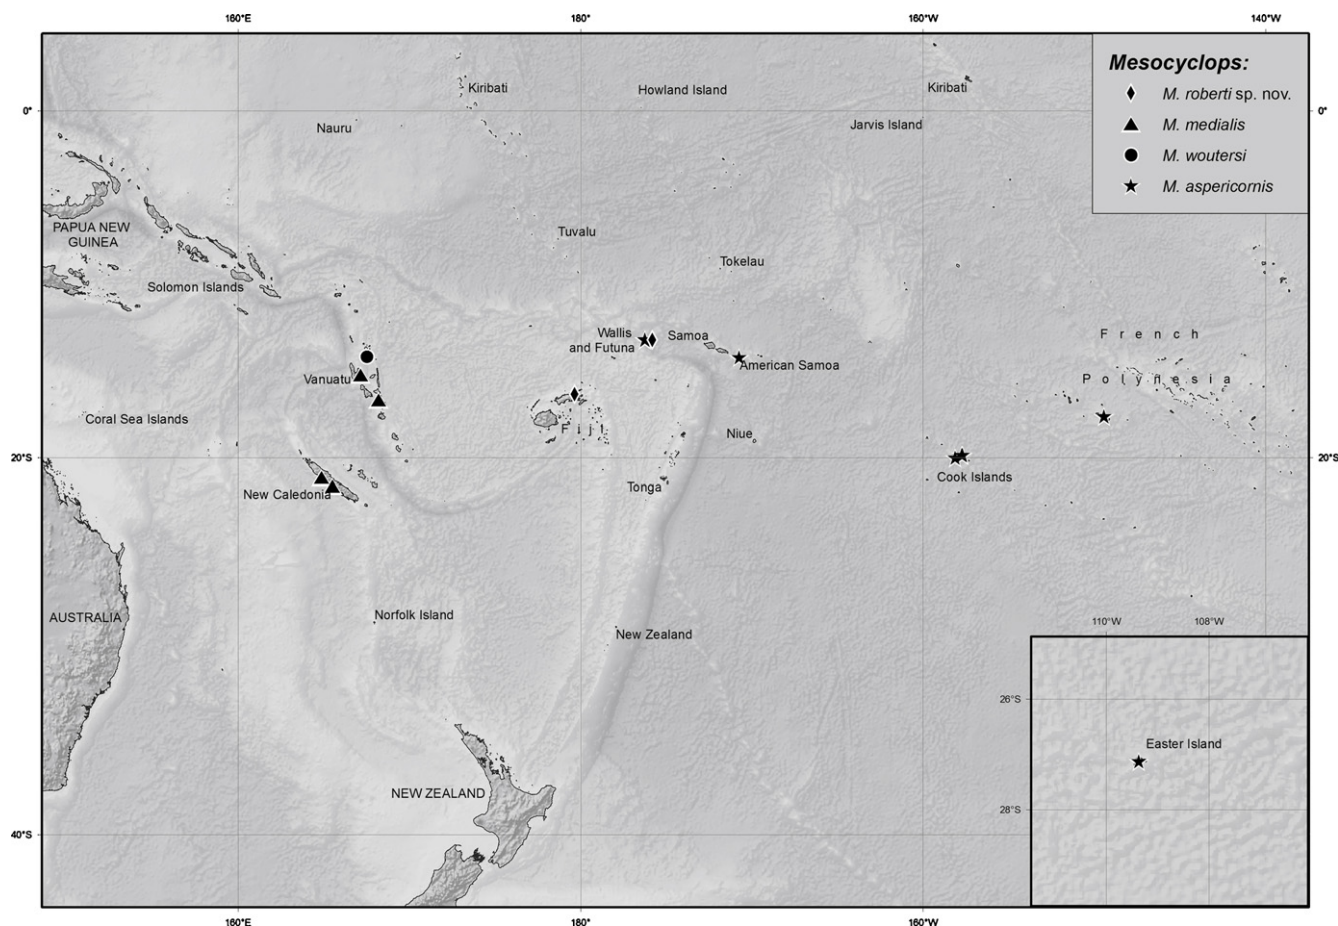 160°E
180°
160°W
140°W
Mesocyclops:
M. roberti sp. nov.
M. medialis
M. woutersi
M. aspericornis
Kiribati
Howland Island
Kiribati
0°
0°
Nauru
Jarvis Island
PAPUA NEW
GUINEA
Tuvalu
Tokelau
Solomon Islands
Wallis
and Futuna
Samoa
American Samoa
French
Polynesia
Vanuatu
Coral Sea Islands
Fiji
Niue
20°S
20°S
Cook Islands
New Caledonia
Tonga
AUSTRALIA
Norfolk Island
New Zealand
110°W
108°W
26°S
Easter Island
NEW ZEALAND
28°S
40°S
160°E
180°
160°W